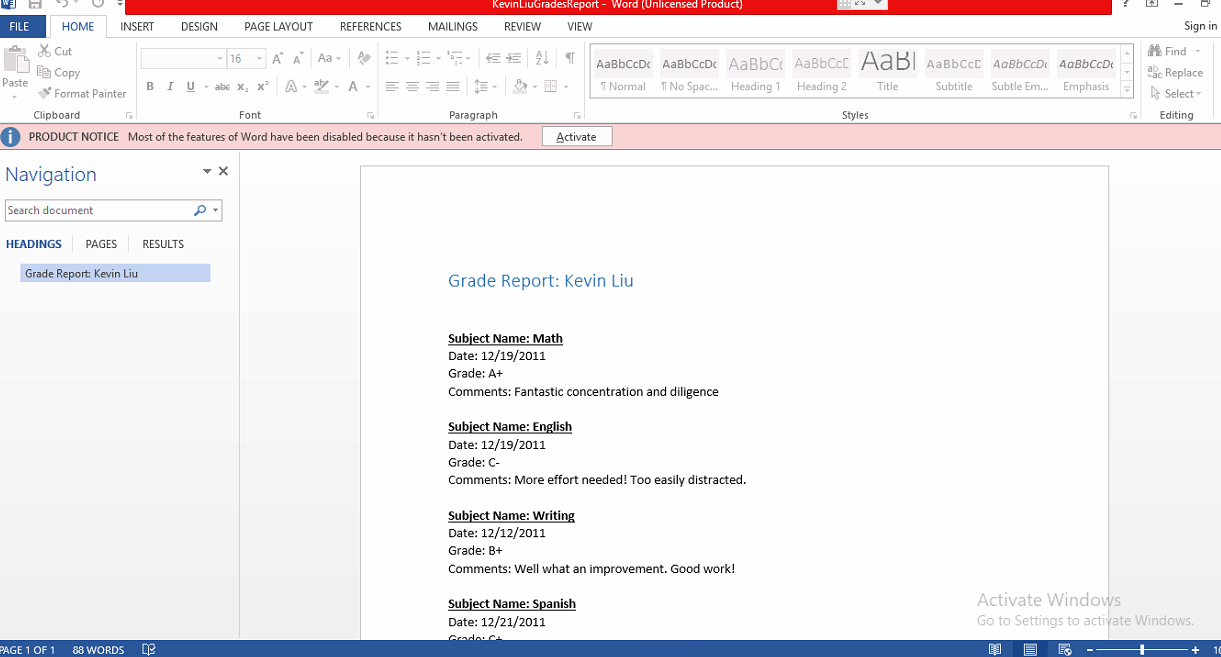 KevinLiuGradesReport - Word (Unlicensed Product)
FILE HOME INSERT DESIGN PAGE LAYOUT REFERENCES MAILINGS REVIEW VIEW
Sign in
Paste
Cut
Copy
Format Painter
Clipboard
16
Aa
B I U abc x₂ x²
A
Font
Paragraph
AaBbCcDc AaBbCcDc AaBbCc AaBbCcD AaBl AaBbCcD AaBbCcDc AaBbCcDc
¶ Normal ¶ No Spac... Heading 1 Heading 2 Title Subtitle Subtle Em... Emphasis
Styles
Find
Replace
Select
Editing
PRODUCT NOTICE Most of the features of Word have been disabled because it hasn't been activated. Activate
Navigation
Search document
HEADINGS PAGES RESULTS
Grade Report: Kevin Liu
Grade Report: Kevin Liu
Subject Name: Math
Date: 12/19/2011
Grade: A+
Comments: Fantastic concentration and diligence
Subject Name: English
Date: 12/19/2011
Grade: C-
Comments: More effort needed! Too easily distracted.
Subject Name: Writing
Date: 12/12/2011
Grade: B+
Comments: Well what an improvement. Good work!
Subject Name: Spanish
Date: 12/21/2011
Grade: C+
Activate Windows
Go to Settings to activate Windows.
PAGE 1 OF 1 88 WORDS